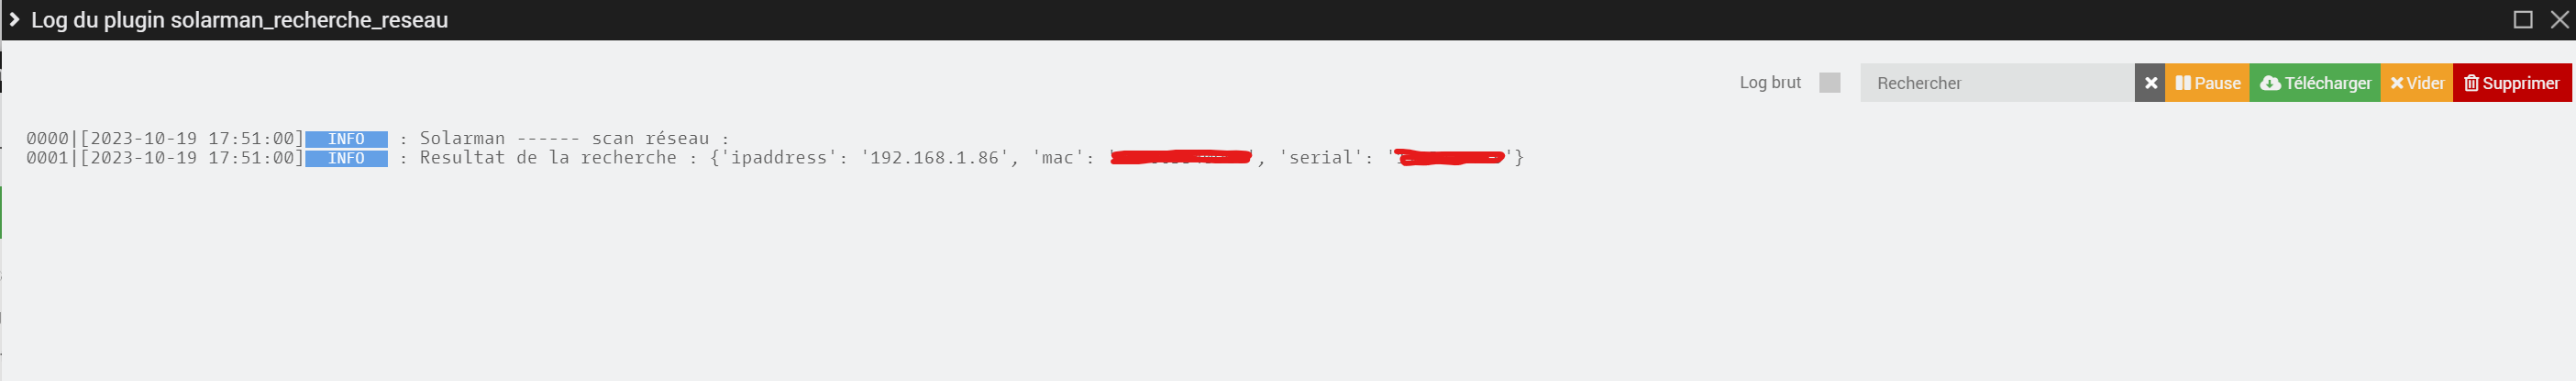 Log du plugin solarman_recherche_reseau
Log brut Rechercher Pause Télécharger Vider Supprimer
0000|[2023-10-19 17:51:00] INFO : Solarman ------ scan réseau :
0001|[2023-10-19 17:51:00] INFO : Resultat de la recherche : {'ipaddress': '192.168.1.86', 'mac': '', 'serial': ''}